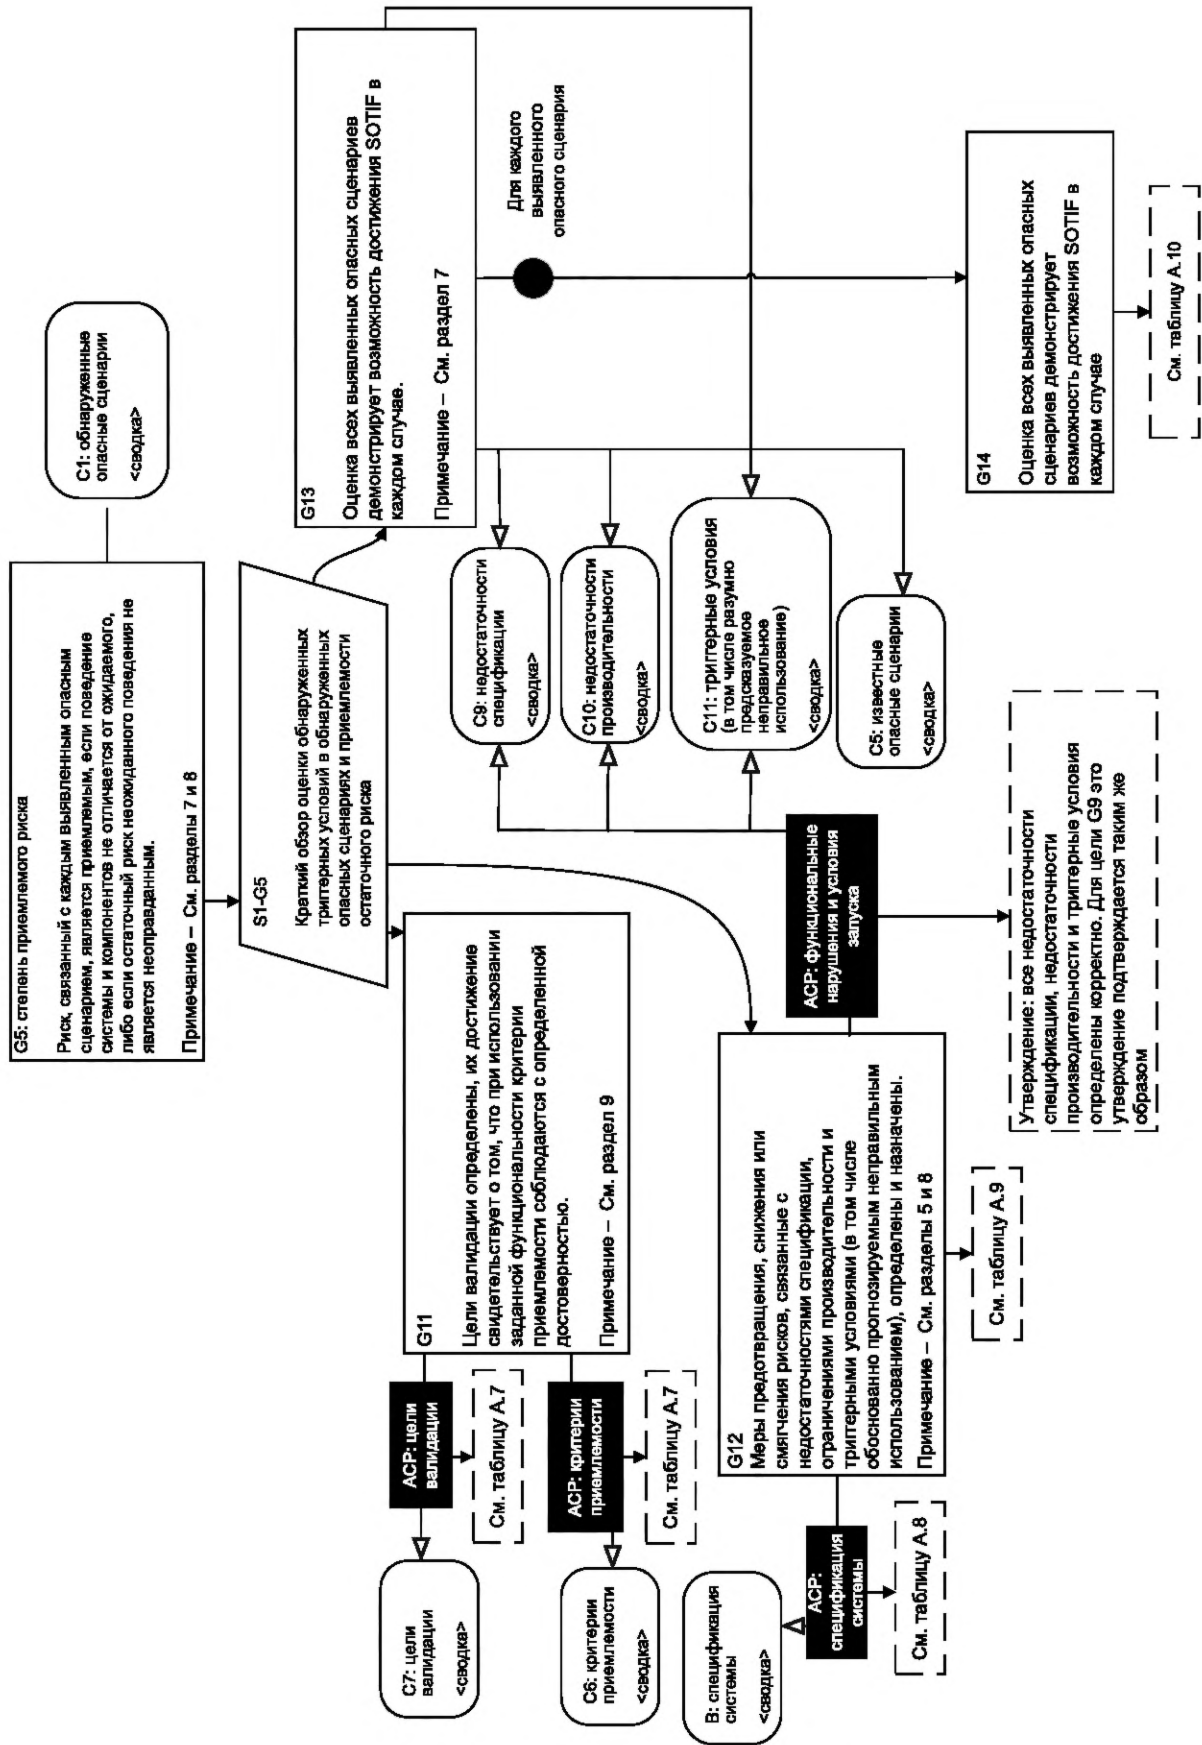 G5: степень приемлемого риска
Риск, связанный с каждым выявленным опасным
сценарием, является приемлемым, если поведение
системы и компонентов не отличается от ожидаемого,
либо если остаточный риск неожиданного поведения не
является неоправданным.
Примечание – См. разделы 7 и 8
C1: обнаруженные
опасные сценарии
<сводка>
S1-G5
Краткий обзор оценки обнаруженных
триггерных условий в обнаруженных
опасных сценариях и приемлемости
остаточного риска
G11
Цели валидации определены, их достижение
свидетельствует о том, что при использовании
заданной функциональности критерии
приемлемости соблюдаются с определенной
достоверностью.
Примечание – См. раздел 9
G13
Оценка всех выявленных опасных сценариев
демонстрирует возможность достижения SOTIF в
каждом случае.
Примечание – См. раздел 7
ACP: цели
валидации
C7: цели
валидации
<сводка>
См. таблицу А.7
ACP: критерии
приемлемости
C6: критерии
приемлемости
<сводка>
См. таблицу А.7
C9: недостаточности
спецификации
<сводка>
C10: недостаточности
производительности
<сводка>
C11: триггерные условия
(в том числе разумно
предсказуемое
неправильное
использование)
<сводка>
C5: известные
опасные сценарии
<сводка>
Для каждого
выявленного
опасного сценария
G12
Меры предотвращения, снижения или
смягчения рисков, связанные с
недостаточностями спецификации,
ограничениями производительности и
триггерными условиями (в том числе
обоснованно прогнозируемым неправильным
использованием), определены и назначены.
Примечание – См. разделы 5 и 8
ACP: функциональные
нарушения и условия
запуска
B: спецификация
системы
<сводка>
ACP:
спецификация
системы
См. таблицу А.8
См. таблицу А.9
Утверждение: все недостаточности
спецификации, недостаточности
производительности и триггерные условия
определены корректно. Для цели G9 это
утверждение подтверждается таким же
образом
G14
Оценка всех выявленных опасных
сценариев демонстрирует
возможность достижения SOTIF в
каждом случае
См. таблицу А.10